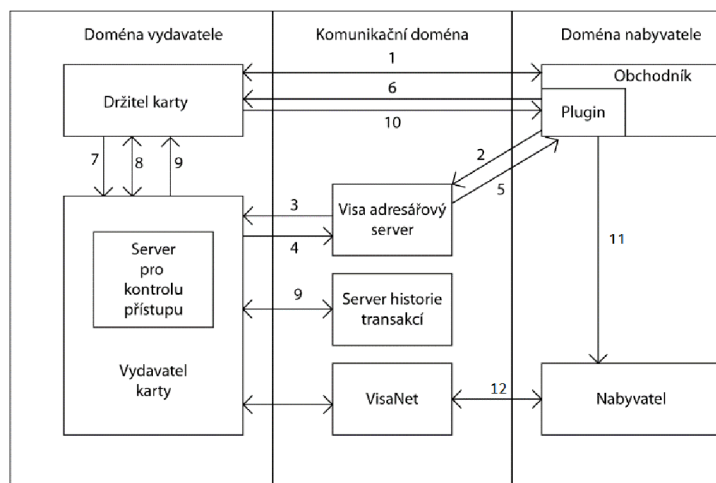 Doména vydavatele
Komunikační doména
Doména nabyvatele
1
Držitel karty
6
10
Obchodník
Plugin
7
8
9
2
5
3
4
Visa adresářový
server
11
Server
pro
kontrolu
přístupu
9
Server historie
transakcí
Vydavatel
karty
VisaNet
12
Nabyvatel